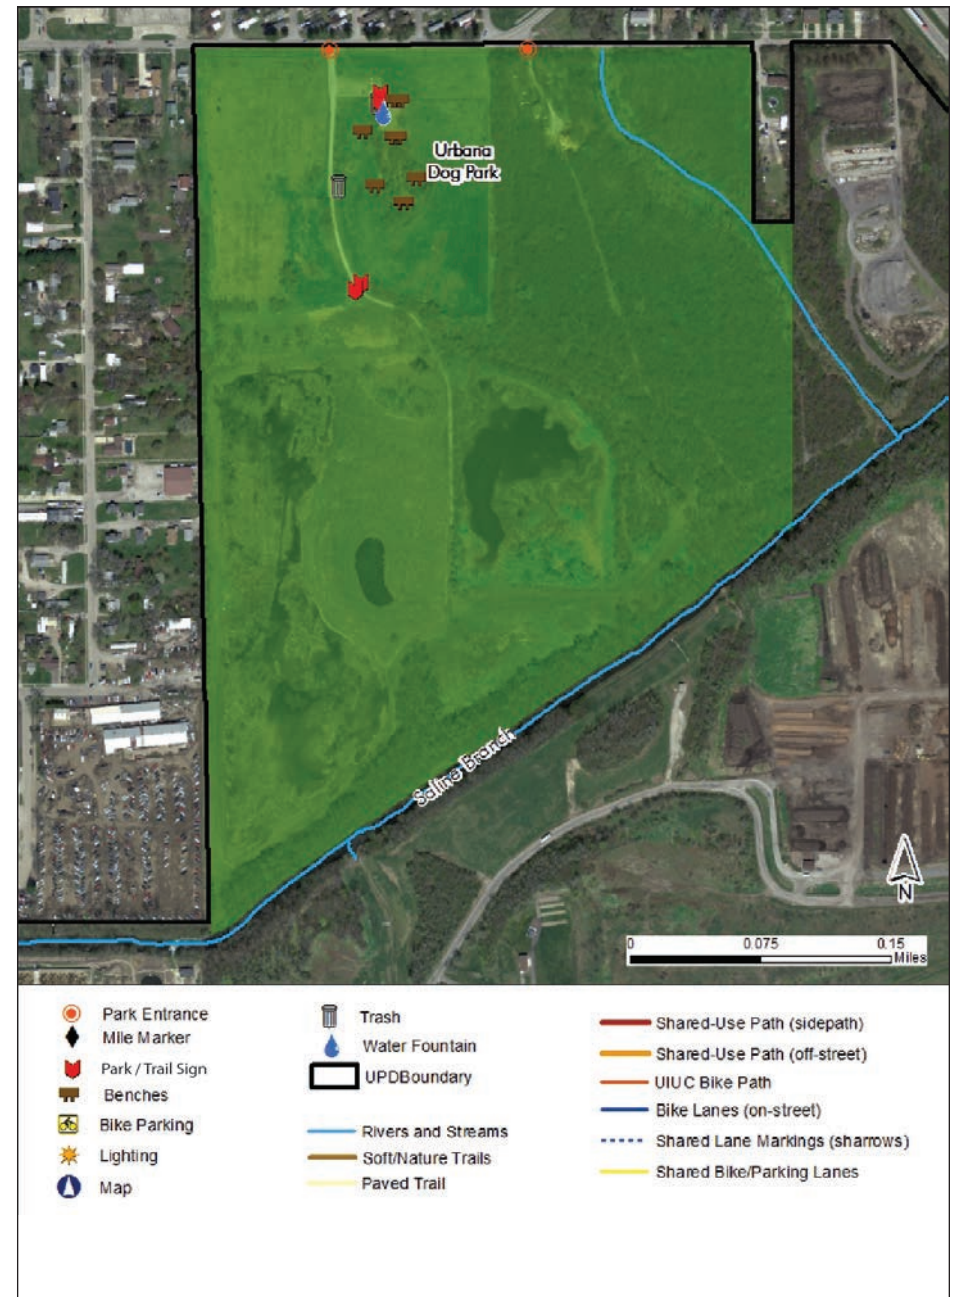 Urbana
Dog Park
Saline Branch
N
0 0.075 0.15
Miles
Park Entrance
Mile Marker
Park / Trail Sign
Benches
Bike Parking
Lighting
Map
Trash
Water Fountain
UPDBoundary
Rivers and Streams
Soft/Nature Trails
Paved Trail
Shared-Use Path (sidepath)
Shared-Use Path (off-street)
UIUC Bike Path
Bike Lanes (on-street)
Shared Lane Markings (sharrows)
Shared Bike/Parking Lanes